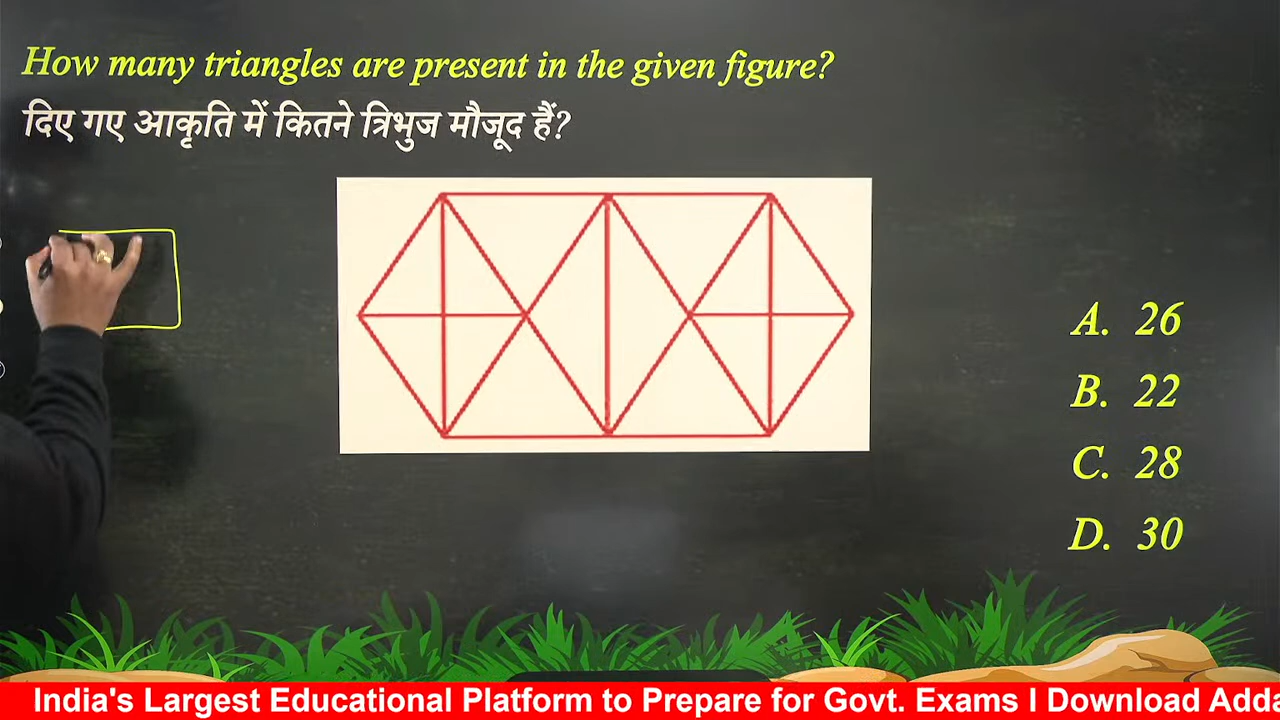 How many triangles are present in the given figure?
दिए गए आकृति में कितने त्रिभुज मौजूद हैं?
A. 26
B. 22
C. 28
D. 30
India's Largest Educational Platform to Prepare for Govt. Exams I Download Adda